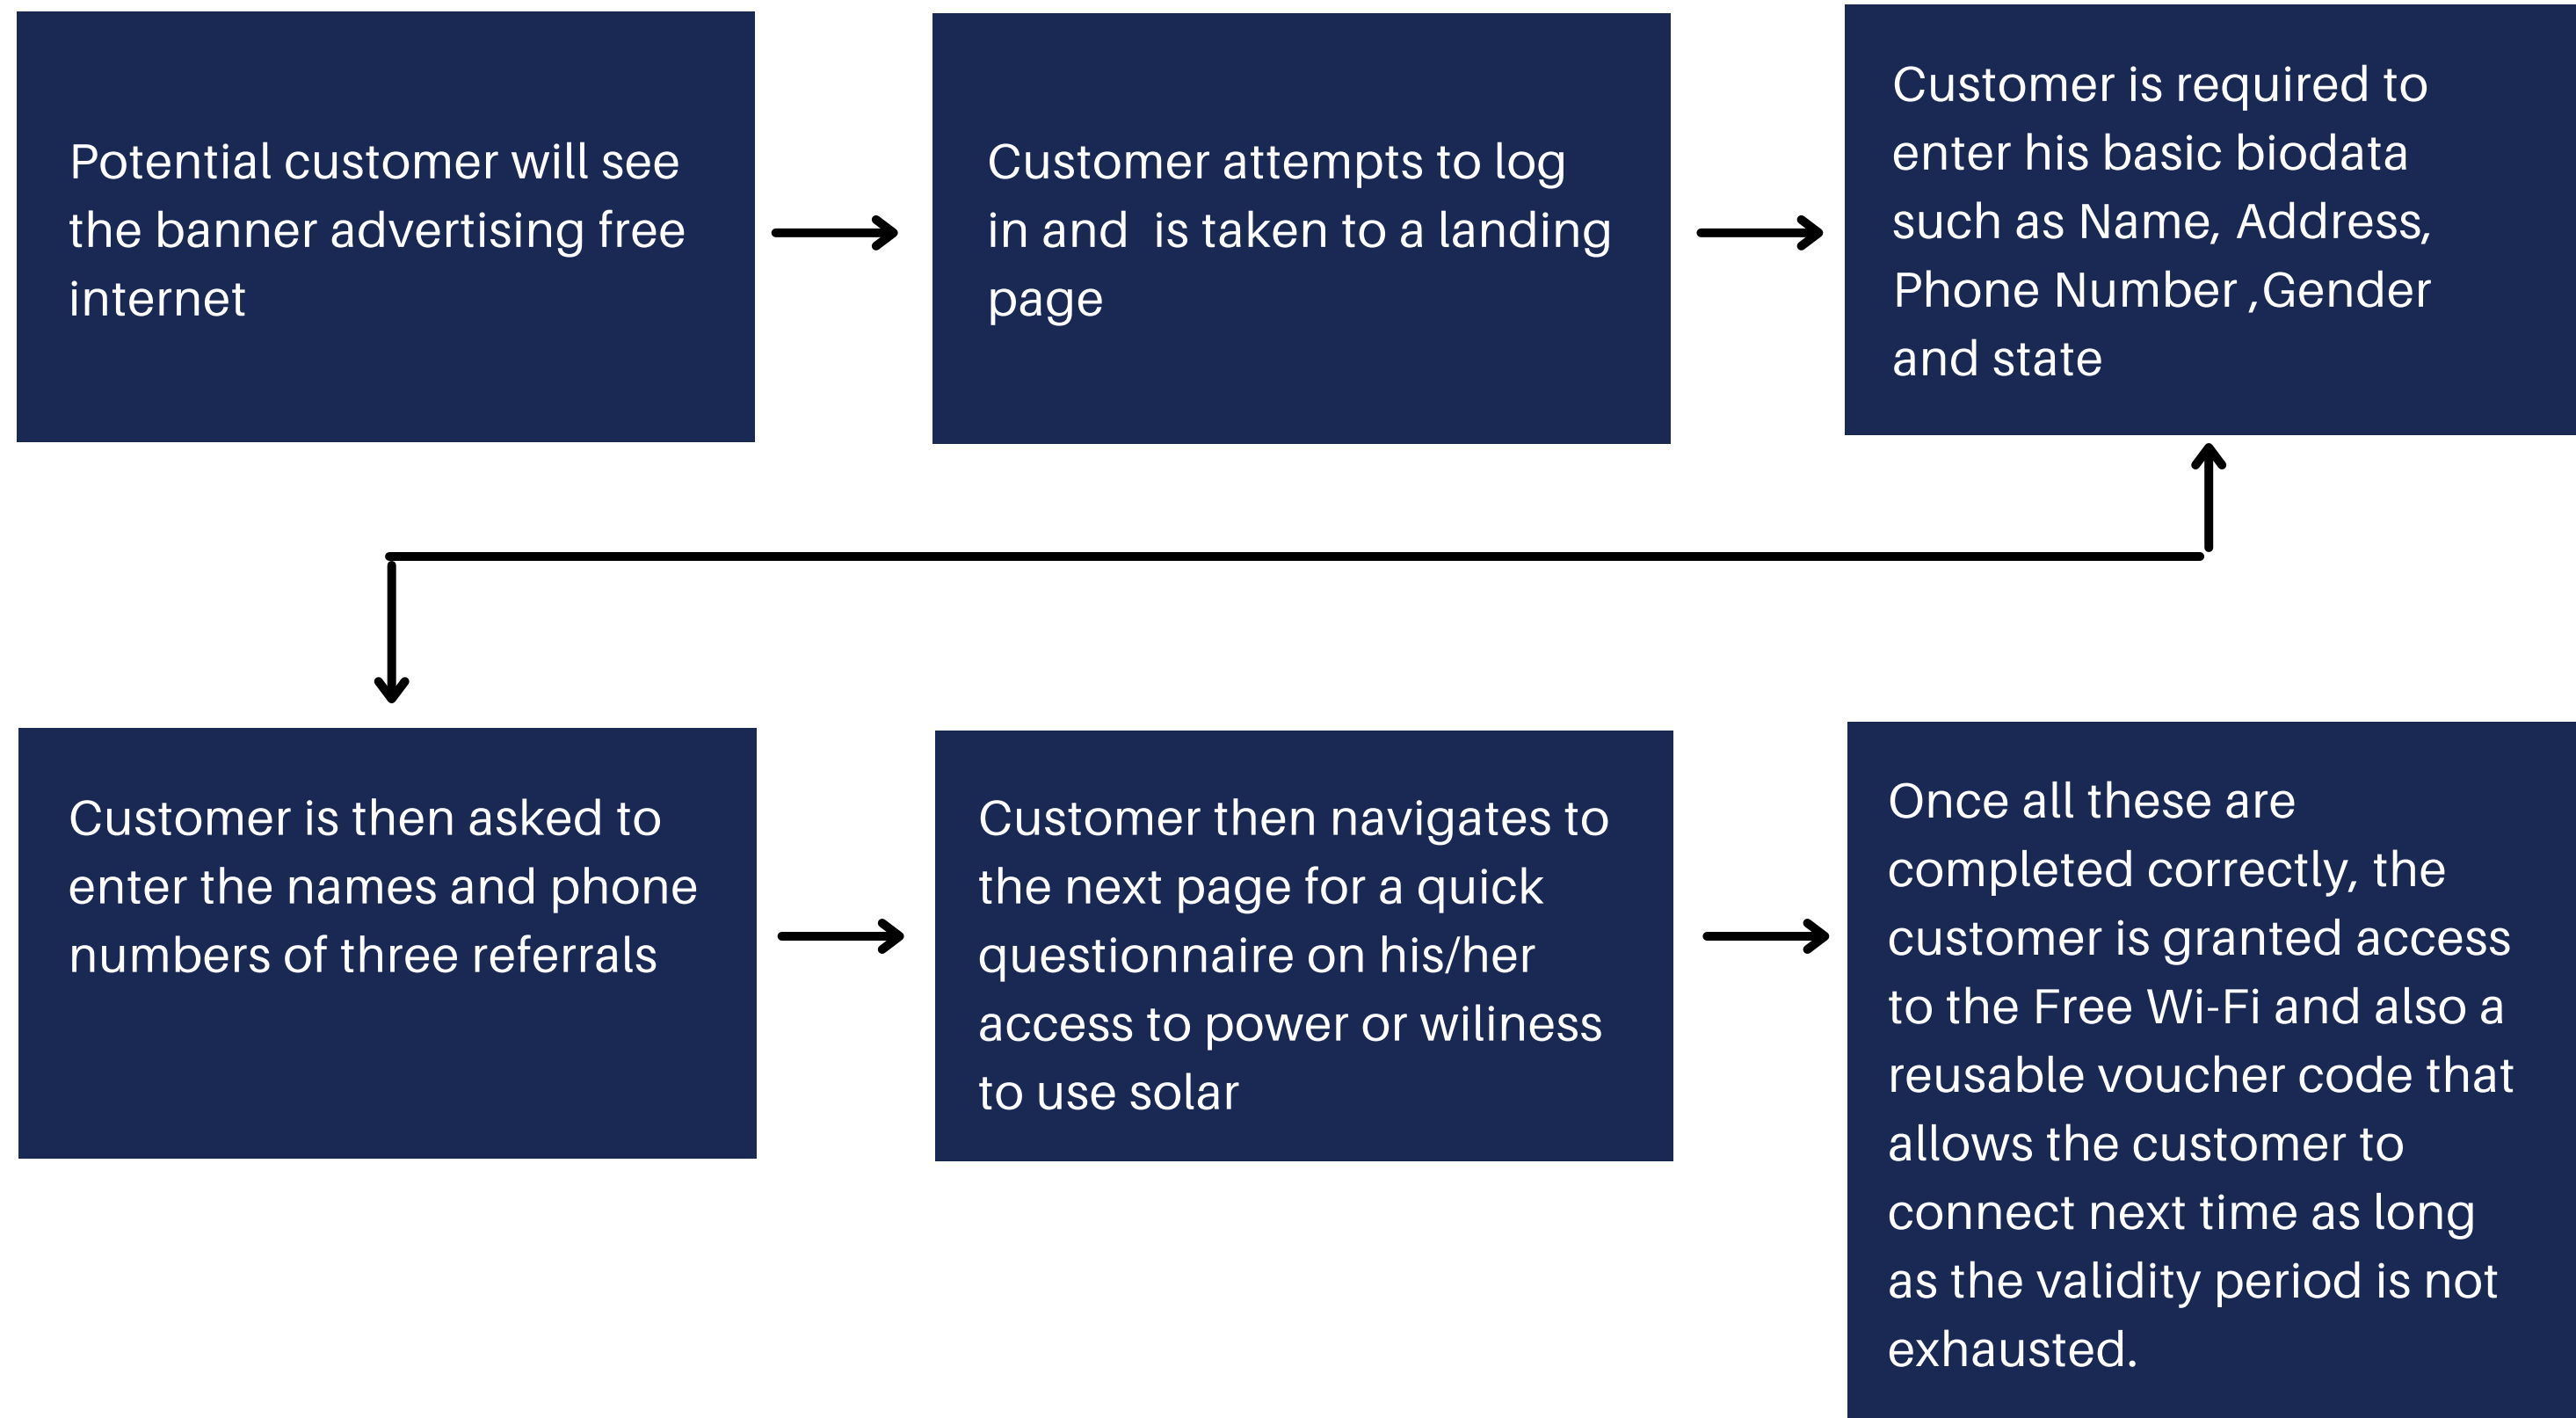 Potential customer will see
the banner advertising free
internet
Customer attempts to log
in and  is taken to a landing
page
Customer is required to
enter his basic biodata
such as Name, Address,
Phone Number ,Gender
and state
Customer is then asked to
enter the names and phone
numbers of three referrals
Customer then navigates to
the next page for a quick
questionnaire on his/her
access to power or wiliness
to use solar
Once all these are
completed correctly, the
customer is granted access
to the Free Wi-Fi and also a
reusable voucher code that
allows the customer to
connect next time as long
as the validity period is not
exhausted.